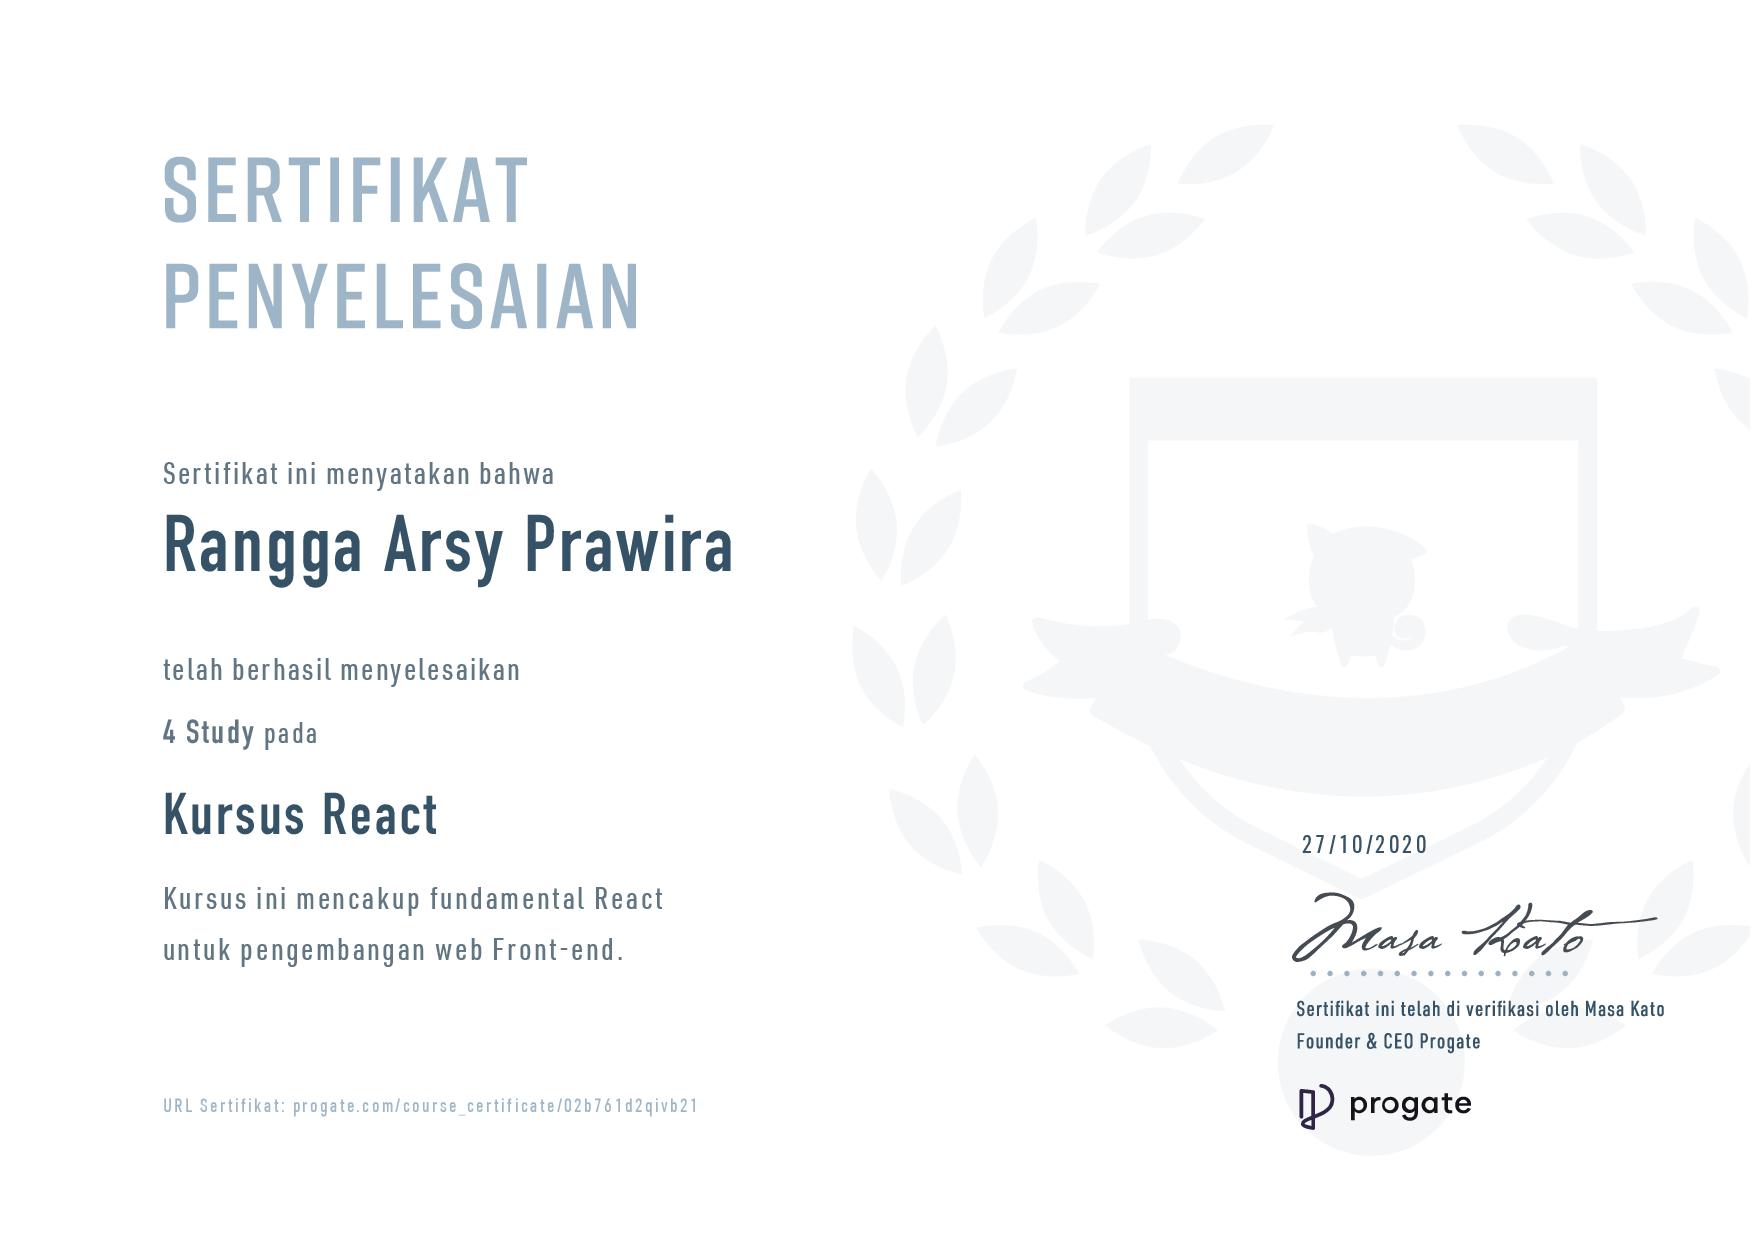 SERTIFIKAT
PENYELESAIAN
Sertifikat ini menyatakan bahwa
Rangga Arsy Prawira
telah berhasil menyelesaikan
4 Study pada
Kursus React
Kursus ini mencakup fundamental React
untuk pengembangan web Front-end.
27/10/2020
Masa Kato
Sertifikat ini telah di verifikasi oleh Masa Kato
Founder & CEO Progate
URL Sertifikat: progate.com/course_certificate/02b761d2qivb21
progate